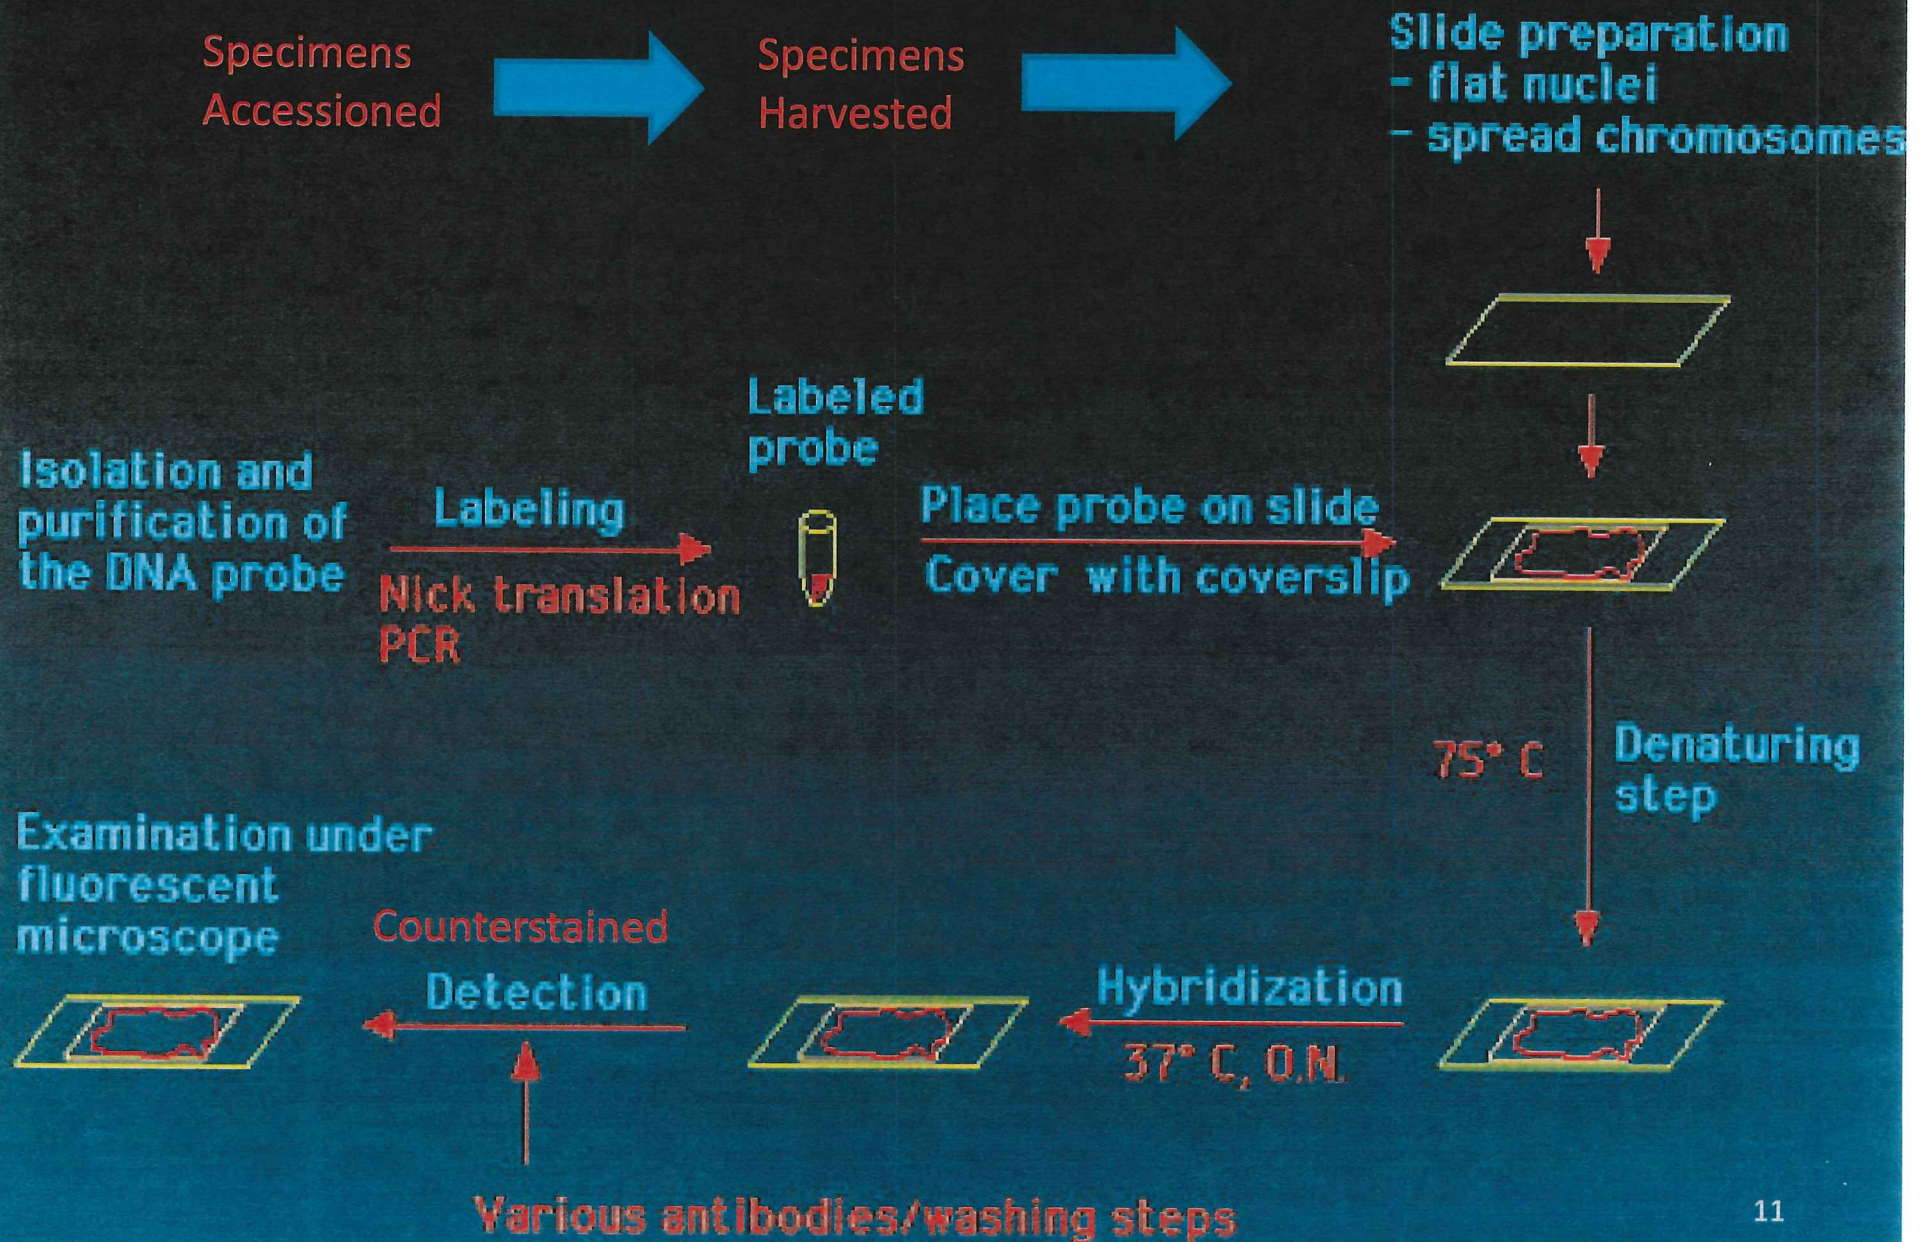 Specimens
Accessioned
Specimens
Harvested
Slide preparation
- flat nuclei
- spread chromosomes
Isolation and
purification of
the DNA probe
Labeling
Nick translation
PCR
Labeled
probe
Place probe on slide
Cover with coverslip
75° C
Denaturing
step
Hybridization
37° C, O.N.
Counterstained
Detection
Various antibodies/washing steps
Examination under
fluorescent
microscope
11